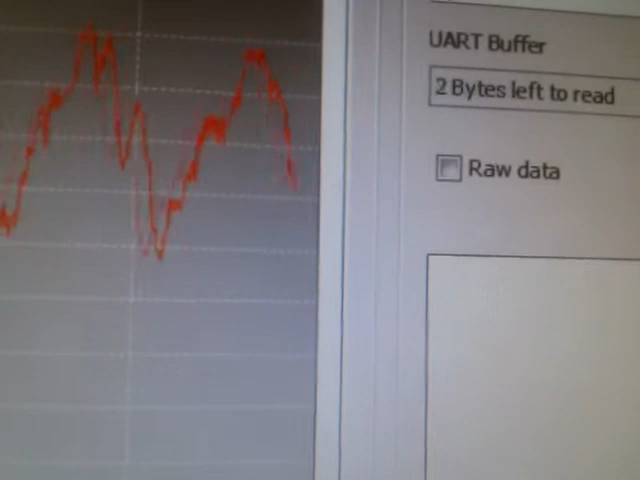 UART Buffer
2 Bytes left to read
Raw data